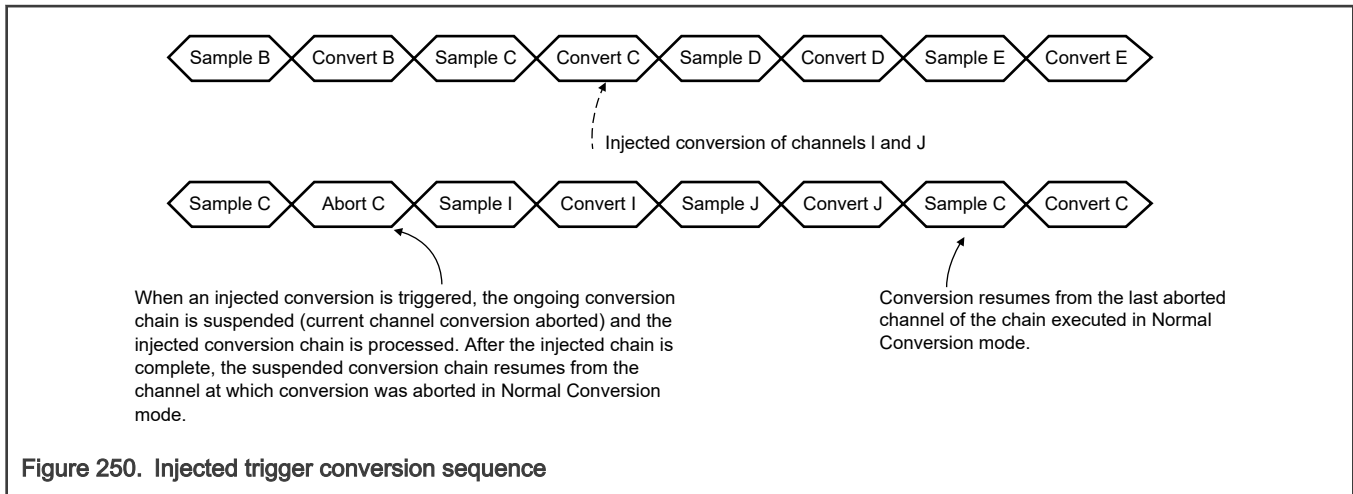 Sample B Convert B Sample C Convert C Sample D Convert D Sample E Convert E
Injected conversion of channels I and J
Sample C Abort C Sample I Convert I Sample J Convert J Sample C Convert C
When an injected conversion is triggered, the ongoing conversion
chain is suspended (current channel conversion aborted) and the
injected conversion chain is processed. After the injected chain is
complete, the suspended conversion chain resumes from the
channel at which conversion was aborted in Normal Conversion
mode.
Conversion resumes from the last aborted
channel of the chain executed in Normal
Conversion mode.
Figure 250. Injected trigger conversion sequence